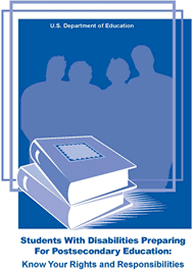 U.S. Department of Education
Students With Disabilities Preparing
For Postsecondary Education:
Know Your Rights and Responsibilities